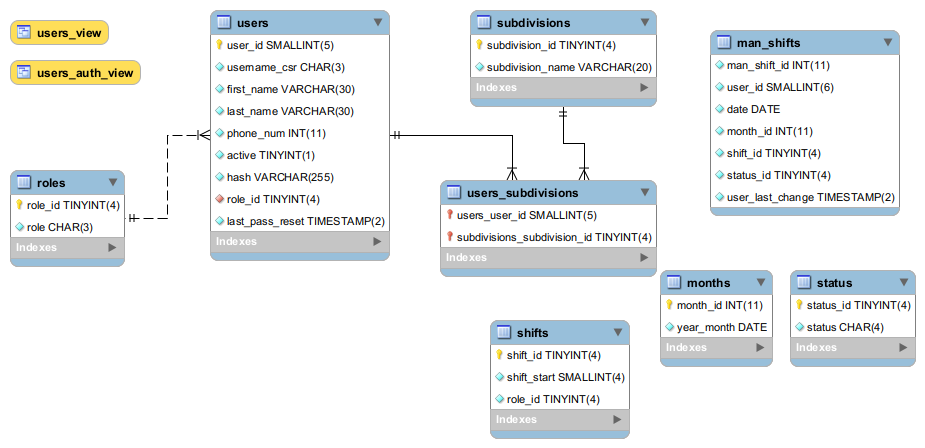 users_view
users_auth_view
users
user_id SMALLINT(5)
username_csr CHAR(3)
first_name VARCHAR(30)
last_name VARCHAR(30)
phone_num INT(11)
active TINYINT(1)
hash VARCHAR(255)
role_id TINYINT(4)
last_pass_reset TIMESTAMP(2)
Indexes
subdivisions
subdivision_id TINYINT(4)
subdivision_name VARCHAR(20)
Indexes
man_shifts
man_shift_id INT(11)
user_id SMALLINT(6)
date DATE
month_id INT(11)
shift_id TINYINT(4)
status_id TINYINT(4)
user_last_change TIMESTAMP(2)
roles
role_id TINYINT(4)
role CHAR(3)
Indexes
users_subdivisions
users_user_id SMALLINT(5)
subdivisions_subdivision_id TINYINT(4)
Indexes
months
month_id INT(11)
year_month DATE
Indexes
status
status_id TINYINT(4)
status CHAR(4)
Indexes
shifts
shift_id TINYINT(4)
shift_start SMALLINT(4)
role_id TINYINT(4)
Indexes